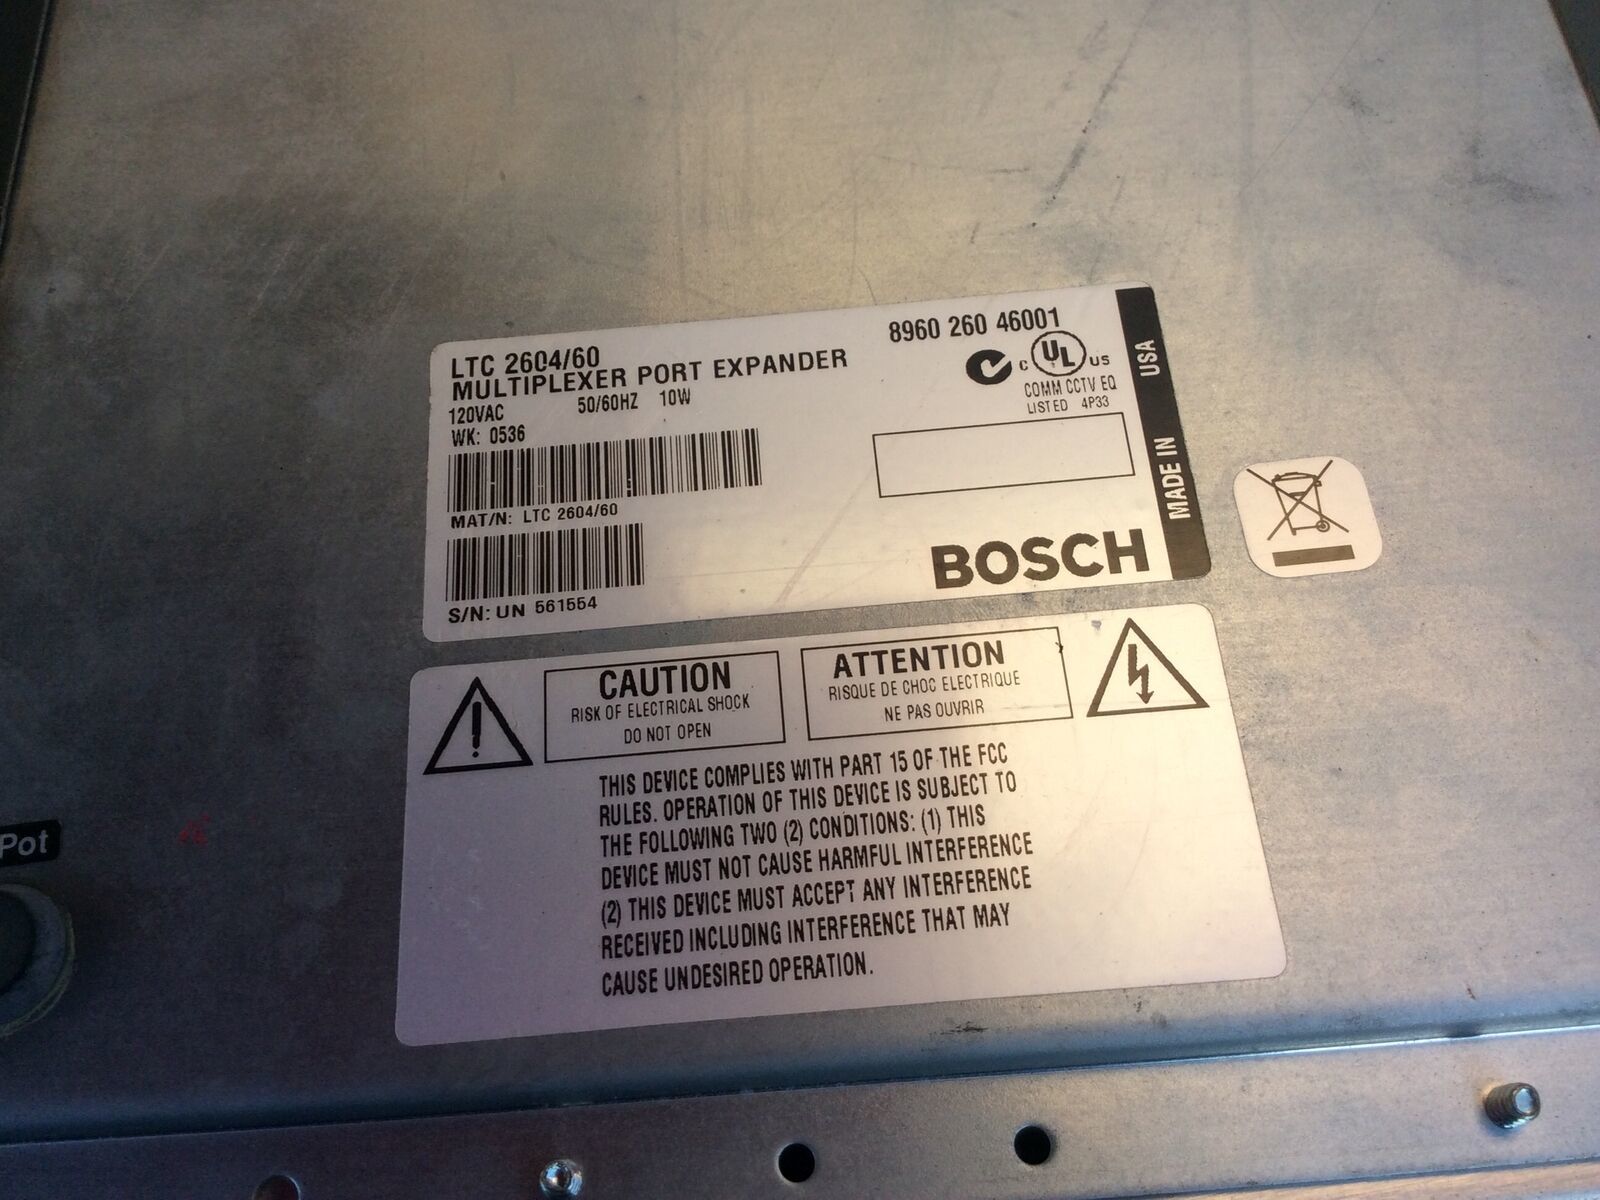 LTC 2604/60
MULTIPLEXER PORT EXPANDER
120VAC 50/60HZ 10W
WK: 0536
MAT/N: LTC 2604/60
S/N: UN 561554
8960 260 46001
C UL US
COMM CCTV EQ
LISTED 4P33
BOSCH
MADE IN USA
CAUTION
RISK OF ELECTRICAL SHOCK
DO NOT OPEN
ATTENTION
RISQUE DE CHOC ELECTRIQUE
NE PAS OUVRIR
THIS DEVICE COMPLIES WITH PART 15 OF THE FCC
RULES. OPERATION OF THIS DEVICE IS SUBJECT TO
THE FOLLOWING TWO (2) CONDITIONS: (1) THIS
DEVICE MUST NOT CAUSE HARMFUL INTERFERENCE
(2) THIS DEVICE MUST ACCEPT ANY INTERFERENCE
RECEIVED INCLUDING INTERFERENCE THAT MAY
CAUSE UNDESIRED OPERATION.
Pot